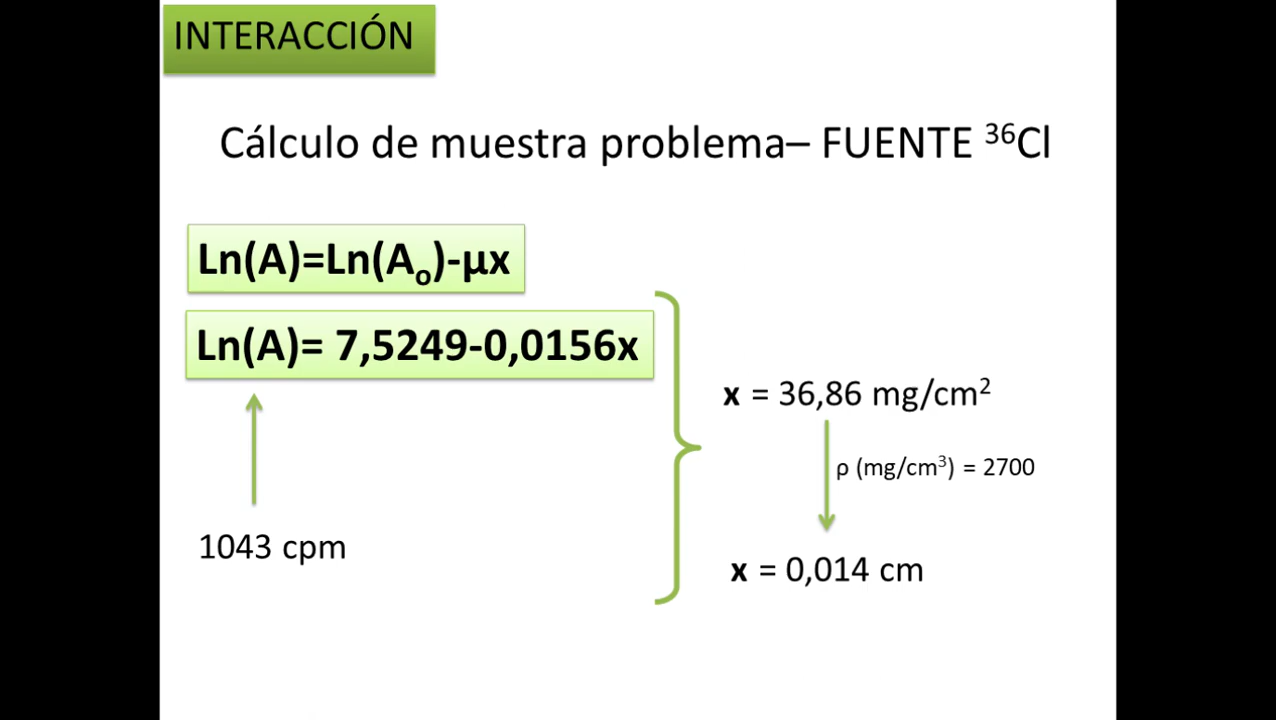 INTERACCIÓN
Cálculo de muestra problema– FUENTE ³⁶Cl
Ln(A)=Ln(Aₒ)-µx
Ln(A)= 7,5249-0,0156x
x = 36,86 mg/cm²
ρ (mg/cm³) = 2700
1043 cpm
x = 0,014 cm